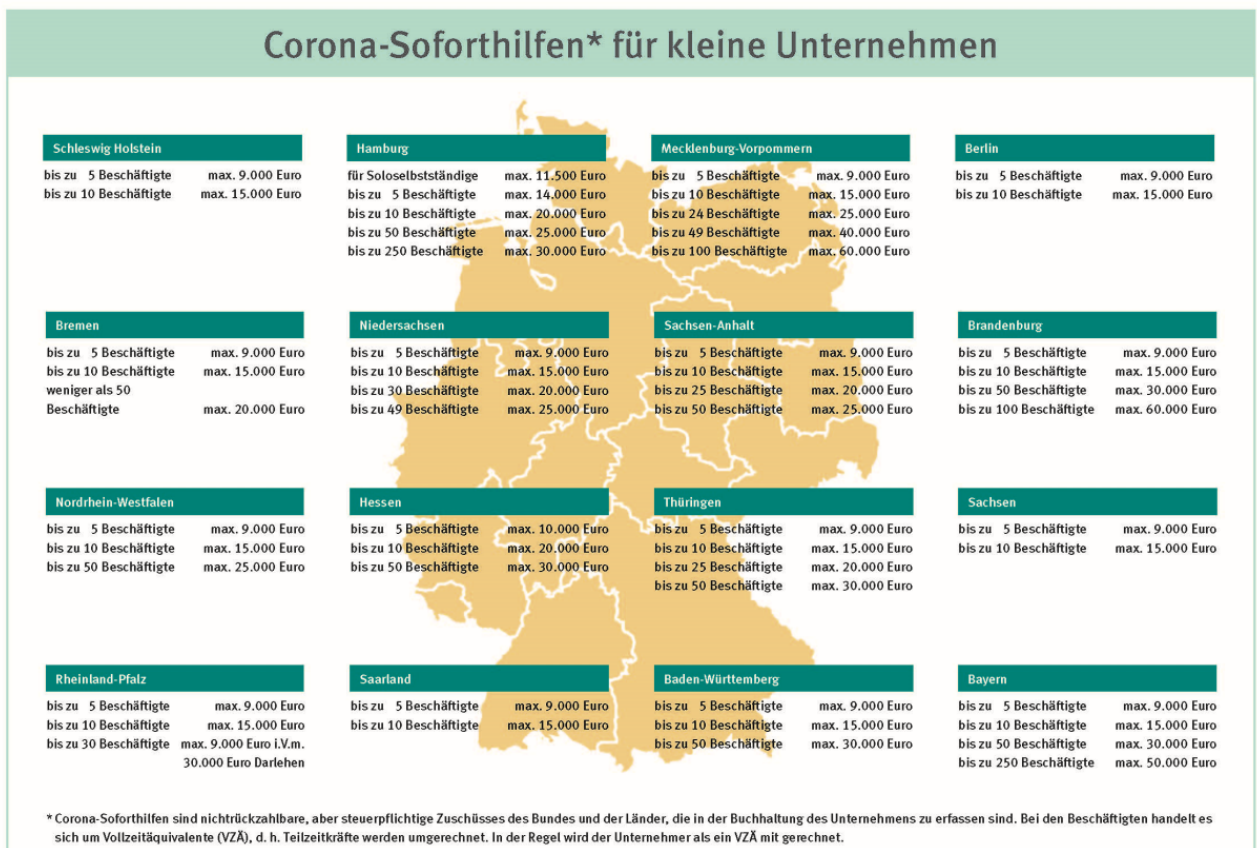 Corona-Soforthilfen* für kleine Unternehmen
Schleswig Holstein
bis zu 5 Beschäftigte max. 9.000 Euro
bis zu 10 Beschäftigte max. 15.000 Euro
Hamburg
für Soloselbstständige max. 11.500 Euro
bis zu 5 Beschäftigte max. 14.000 Euro
bis zu 10 Beschäftigte max. 20.000 Euro
bis zu 50 Beschäftigte max. 25.000 Euro
bis zu 250 Beschäftigte max. 30.000 Euro
Mecklenburg-Vorpommern
bis zu 5 Beschäftigte max. 9.000 Euro
bis zu 10 Beschäftigte max. 15.000 Euro
bis zu 24 Beschäftigte max. 25.000 Euro
bis zu 49 Beschäftigte max. 40.000 Euro
bis zu 100 Beschäftigte max. 60.000 Euro
Berlin
bis zu 5 Beschäftigte max. 9.000 Euro
bis zu 10 Beschäftigte max. 15.000 Euro
Bremen
bis zu 5 Beschäftigte max. 9.000 Euro
bis zu 10 Beschäftigte max. 15.000 Euro
weniger als 50
Beschäftigte max. 20.000 Euro
Niedersachsen
bis zu 5 Beschäftigte max. 9.000 Euro
bis zu 10 Beschäftigte max. 15.000 Euro
bis zu 30 Beschäftigte max. 20.000 Euro
bis zu 49 Beschäftigte max. 25.000 Euro
Sachsen-Anhalt
bis zu 5 Beschäftigte max. 9.000 Euro
bis zu 10 Beschäftigte max. 15.000 Euro
bis zu 25 Beschäftigte max. 20.000 Euro
bis zu 50 Beschäftigte max. 25.000 Euro
Brandenburg
bis zu 5 Beschäftigte max. 9.000 Euro
bis zu 10 Beschäftigte max. 15.000 Euro
bis zu 50 Beschäftigte max. 30.000 Euro
bis zu 100 Beschäftigte max. 60.000 Euro
Nordrhein-Westfalen
bis zu 5 Beschäftigte max. 9.000 Euro
bis zu 10 Beschäftigte max. 15.000 Euro
bis zu 50 Beschäftigte max. 25.000 Euro
Hessen
bis zu 5 Beschäftigte max. 10.000 Euro
bis zu 10 Beschäftigte max. 20.000 Euro
bis zu 50 Beschäftigte max. 30.000 Euro
Thüringen
bis zu 5 Beschäftigte max. 9.000 Euro
bis zu 10 Beschäftigte max. 15.000 Euro
bis zu 25 Beschäftigte max. 20.000 Euro
bis zu 50 Beschäftigte max. 30.000 Euro
Sachsen
bis zu 5 Beschäftigte max. 9.000 Euro
bis zu 10 Beschäftigte max. 15.000 Euro
Rheinland-Pfalz
bis zu 5 Beschäftigte max. 9.000 Euro
bis zu 10 Beschäftigte max. 15.000 Euro
bis zu 30 Beschäftigte max. 9.000 Euro i.V.m.
30.000 Euro Darlehen
Saarland
bis zu 5 Beschäftigte max. 9.000 Euro
bis zu 10 Beschäftigte max. 15.000 Euro
Baden-Württemberg
bis zu 5 Beschäftigte max. 9.000 Euro
bis zu 10 Beschäftigte max. 15.000 Euro
bis zu 50 Beschäftigte max. 30.000 Euro
Bayern
bis zu 5 Beschäftigte max. 9.000 Euro
bis zu 10 Beschäftigte max. 15.000 Euro
bis zu 50 Beschäftigte max. 30.000 Euro
bis zu 250 Beschäftigte max. 50.000 Euro
* Corona-Soforthilfen sind nichtrückzahlbare, aber steuerpflichtige Zuschüsses des Bundes und der Länder, die in der Buchhaltung des Unternehmens zu erfassen sind. Bei den Beschäftigten handelt es
sich um Vollzeitäquivalente (VZÄ), d. h. Teilzeitkräfte werden umgerechnet. In der Regel wird der Unternehmer als ein VZÄ mit gerechnet.